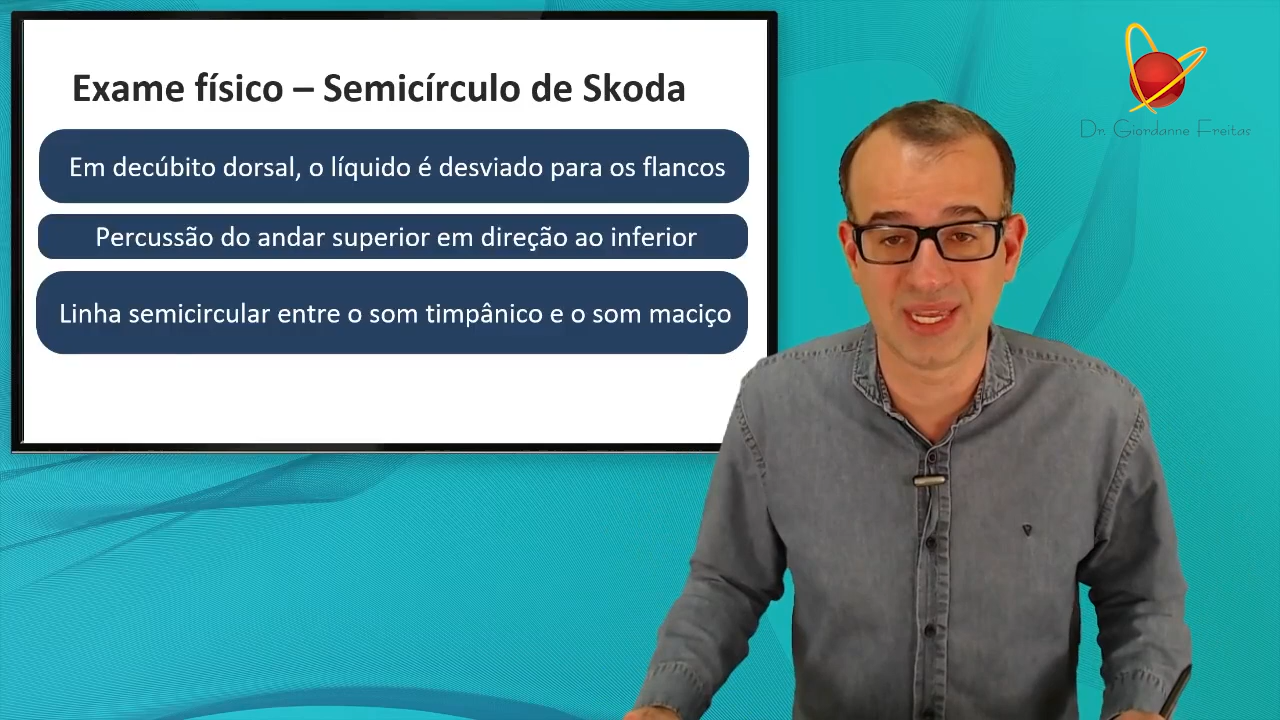 Exame físico – Semicírculo de Skoda
Em decúbito dorsal, o líquido é desviado para os flancos
Percussão do andar superior em direção ao inferior
Linha semicircular entre o som timpânico e o som maciço
Dr. Giordanne Freitas